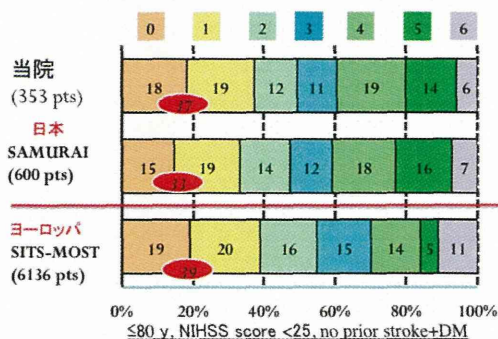 0 1 2 3 4 5 6
当院
(353 pts)
18 19 12 11 19 14 6
37
日本
SAMURAI
(600 pts)
15 19 14 12 18 16 7
33
ヨーロッパ
SITS-MOST
(6136 pts)
19 20 16 15 14 5 11
39
0% 20% 40% 60% 80% 100%
≤80 y, NIHSS score <25, no prior stroke+DM